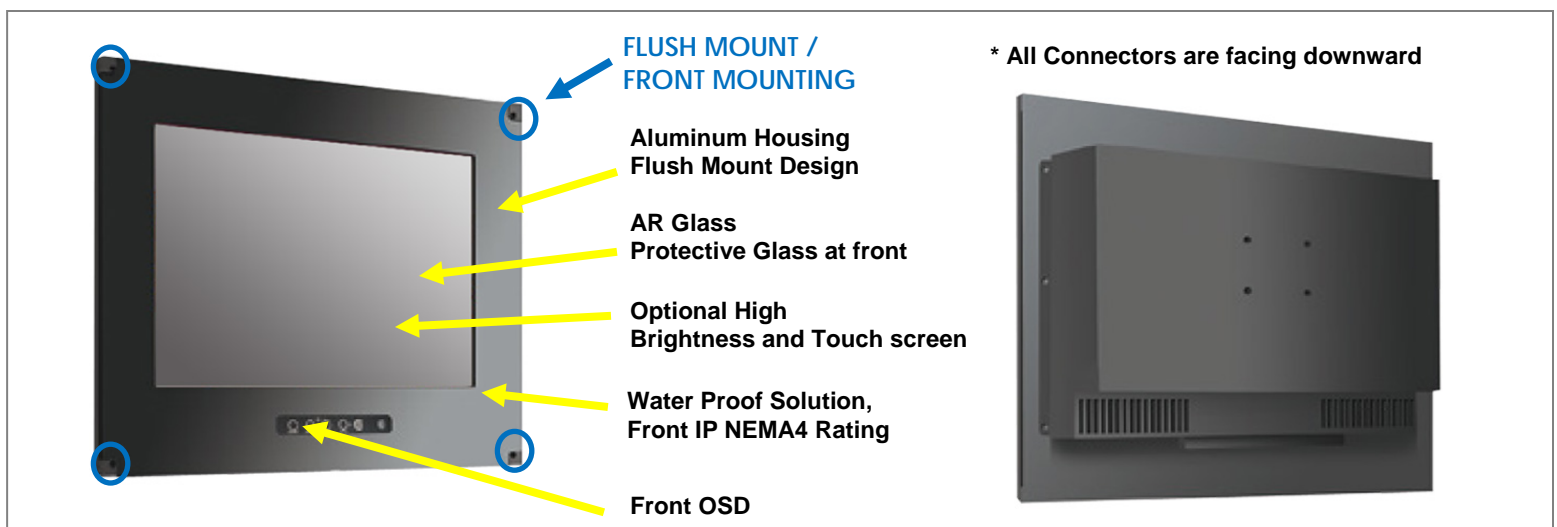 FLUSH MOUNT /
FRONT MOUNTING
* All Connectors are facing downward
Aluminum Housing
Flush Mount Design
AR Glass
Protective Glass at front
Optional High
Brightness and Touch screen
Water Proof Solution,
Front IP NEMA4 Rating
Front OSD